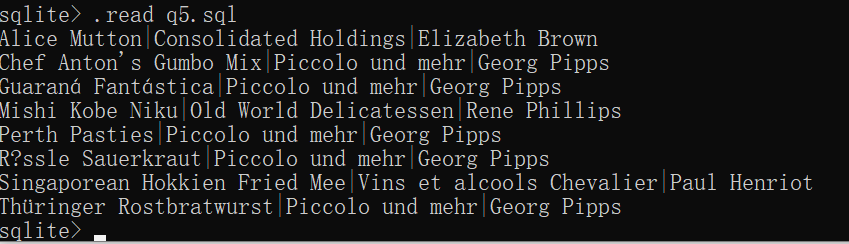 sqlite> .read q5.sql
Alice Mutton|Consolidated Holdings|Elizabeth Brown
Chef Anton's Gumbo Mix|Piccolo und mehr|Georg Pipps
Guaraná Fantástica|Piccolo und mehr|Georg Pipps
Mishi Kobe Niku|Old World Delicatessen|Rene Phillips
Perth Pasties|Piccolo und mehr|Georg Pipps
R?ssle Sauerkraut|Piccolo und mehr|Georg Pipps
Singaporean Hokkien Fried Mee|Vins et alcools Chevalier|Paul Henriot
Thüringer Rostbratwurst|Piccolo und mehr|Georg Pipps
sqlite>